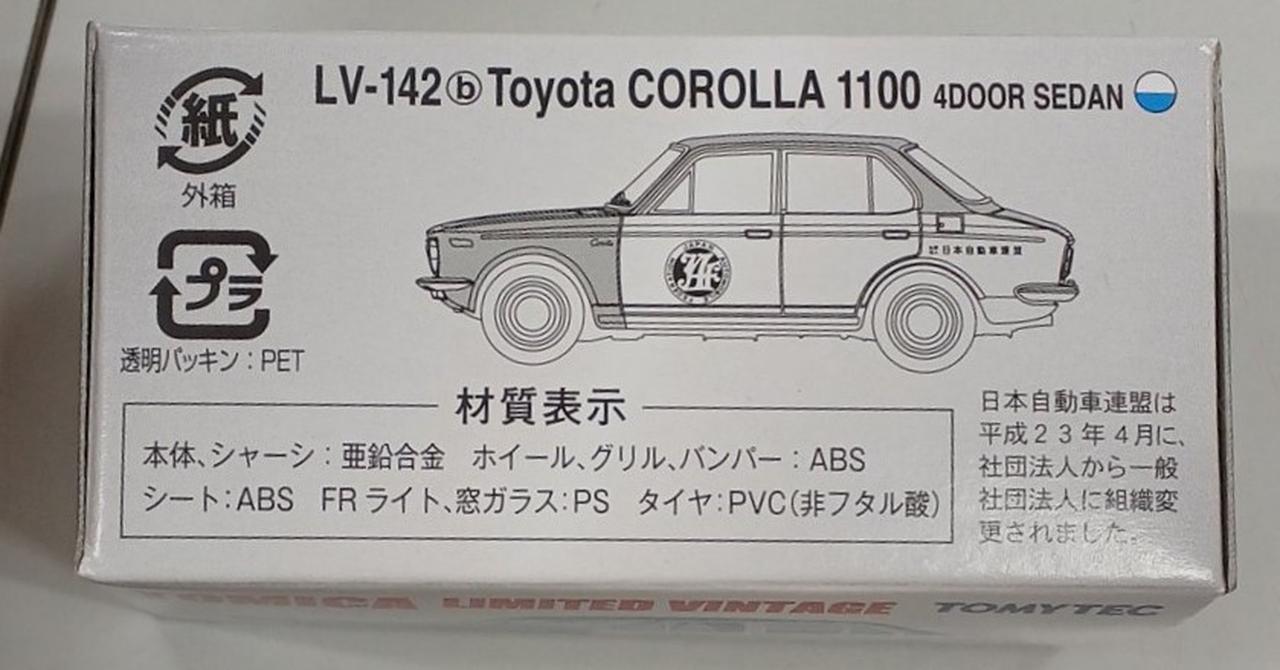 LV-142ⓑ Toyota COROLLA 1100 4DOOR SEDAN
紙
外箱
プラ
透明パッキン：PET
Corolla
JAPAN
JAF
日本自動車連盟
材質表示
本体、シャーシ：亜鉛合金 ホイール、グリル、バンパー：ABS
シート：ABS FRライト、窓ガラス：PS タイヤ：PVC（非フタル酸）
日本自動車連盟は
平成２３年４月に、
社団法人から一般
社団法人に組織変
更されました。
TOMICA LIMITED VINTAGE TOMYTEC